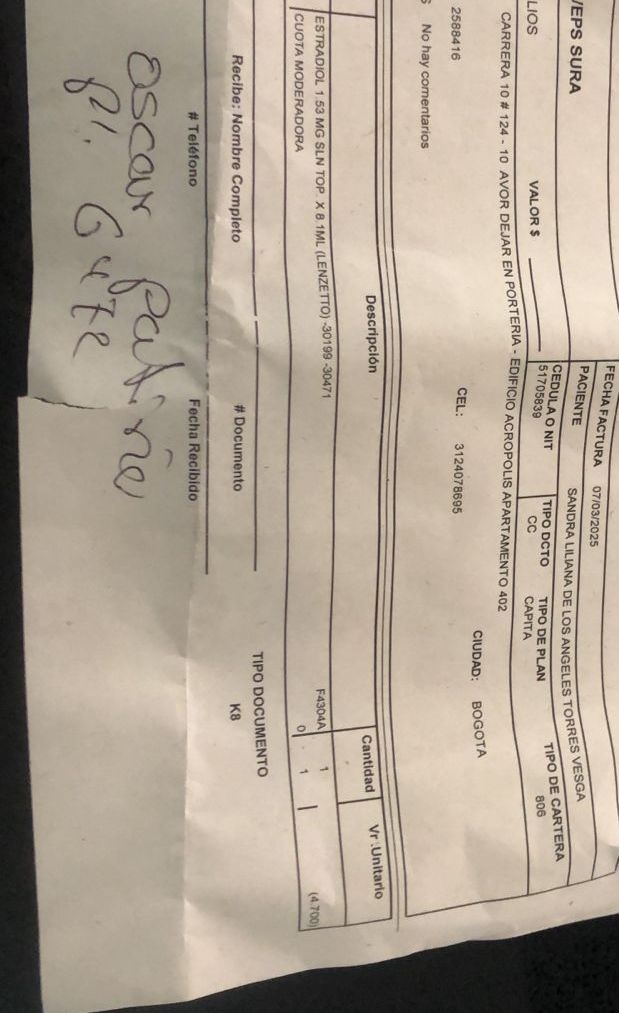 /EPS SURA
FECHA FACTURA 07/03/2025
PACIENTE SANDRA LILIANA DE LOS ANGELES TORRES VESGA
LIOS VALOR $ CEDULA O NIT TIPO DCTO TIPO DE PLAN TIPO DE CARTERA
51705839 CC CAPITA 806
CARRERA 10 # 124 - 10 AVOR DEJAR EN PORTERIA - EDIFICIO ACROPOLIS APARTAMENTO 402
2588416 CEL: 3124078695 CIUDAD: BOGOTA
S No hay comentarios
Descripción Cantidad Vr .Unitario
ESTRADIOL 1.53 MG SLN TOP. X 8.1ML (LENZETTO) -30199 -30471 F4304A 1 (4.700)
CUOTA MODERADORA 0 1
Recibe: Nombre Completo # Documento TIPO DOCUMENTO
K8
# Teléfono Fecha Recibido
oscar patiño